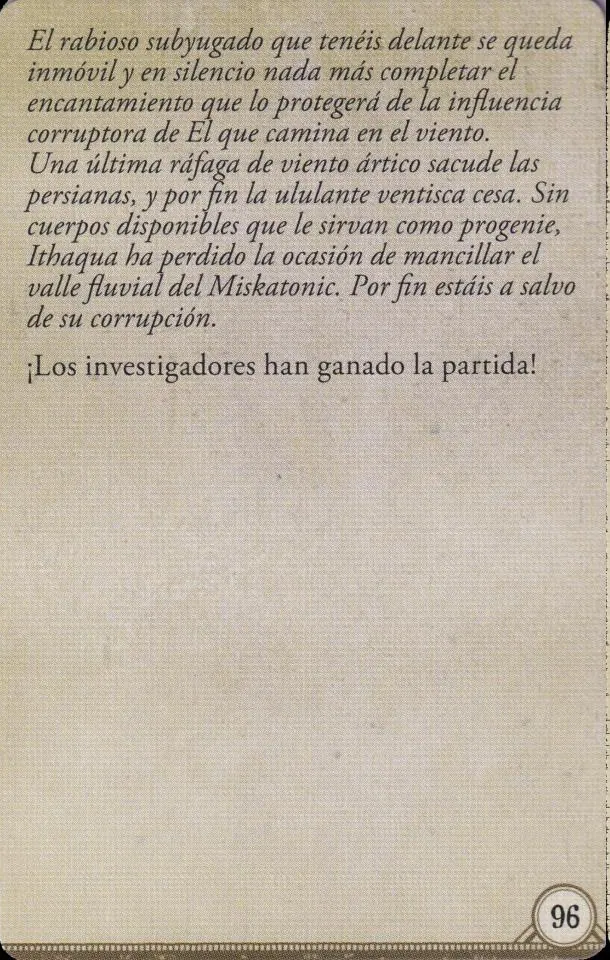 El rabioso subyugado que tenéis delante se queda
inmóvil y en silencio nada más completar el
encantamiento que lo protegerá de la influencia
corruptora de El que camina en el viento.
Una última ráfaga de viento ártico sacude las
persianas, y por fin la ululante ventisca cesa. Sin
cuerpos disponibles que le sirvan como progenie,
Ithaqua ha perdido la ocasión de mancillar el
valle fluvial del Miskatonic. Por fin estáis a salvo
de su corrupción.
¡Los investigadores han ganado la partida!
96